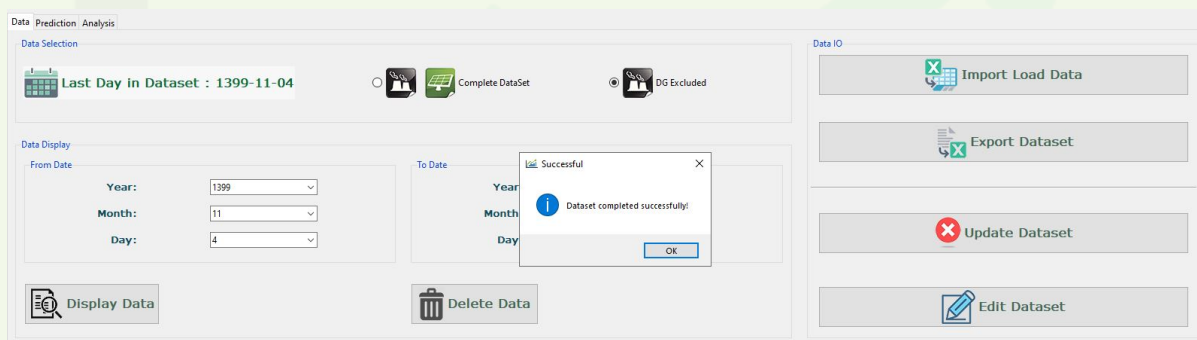 Data Prediction Analysis
Data Selection
Last Day in Dataset : 1399-11-04
Complete DataSet
DG Excluded
Data Display
From Date
Year:
1399
Month:
11
Day:
4
To Date
Year
Month
Day
Display Data
Delete Data
Successful
Dataset completed successfully!
OK
Data IO
Import Load Data
Export Dataset
Update Dataset
Edit Dataset